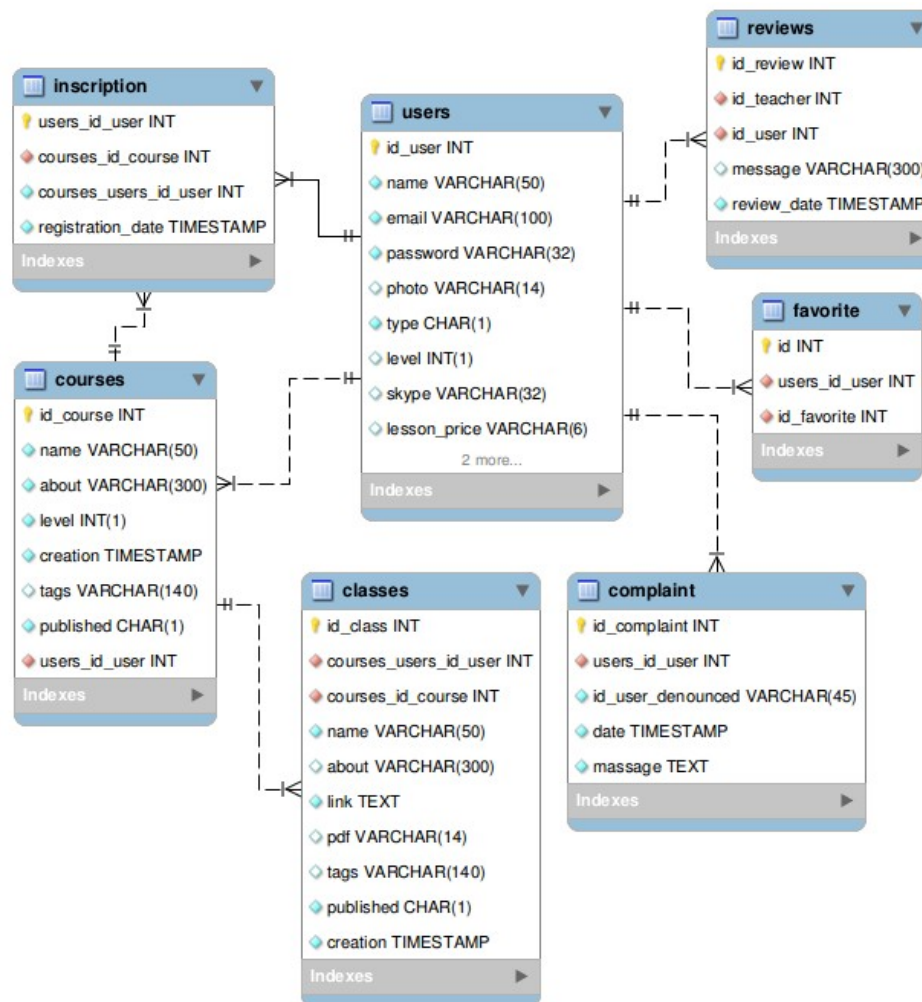 inscription
users_id_user INT
courses_id_course INT
courses_users_id_user INT
registration_date TIMESTAMP
Indexes
users
id_user INT
name VARCHAR(50)
email VARCHAR(100)
password VARCHAR(32)
photo VARCHAR(14)
type CHAR(1)
level INT(1)
skype VARCHAR(32)
lesson_price VARCHAR(6)
2 more...
Indexes
reviews
id_review INT
id_teacher INT
id_user INT
message VARCHAR(300)
review_date TIMESTAMP
Indexes
favorite
id INT
users_id_user INT
id_favorite INT
Indexes
courses
id_course INT
name VARCHAR(50)
about VARCHAR(300)
level INT(1)
creation TIMESTAMP
tags VARCHAR(140)
published CHAR(1)
users_id_user INT
Indexes
classes
id_class INT
courses_users_id_user INT
courses_id_course INT
name VARCHAR(50)
about VARCHAR(300)
link TEXT
pdf VARCHAR(14)
tags VARCHAR(140)
published CHAR(1)
creation TIMESTAMP
Indexes
complaint
id_complaint INT
users_id_user INT
id_user_denounced VARCHAR(45)
date TIMESTAMP
massage TEXT
Indexes